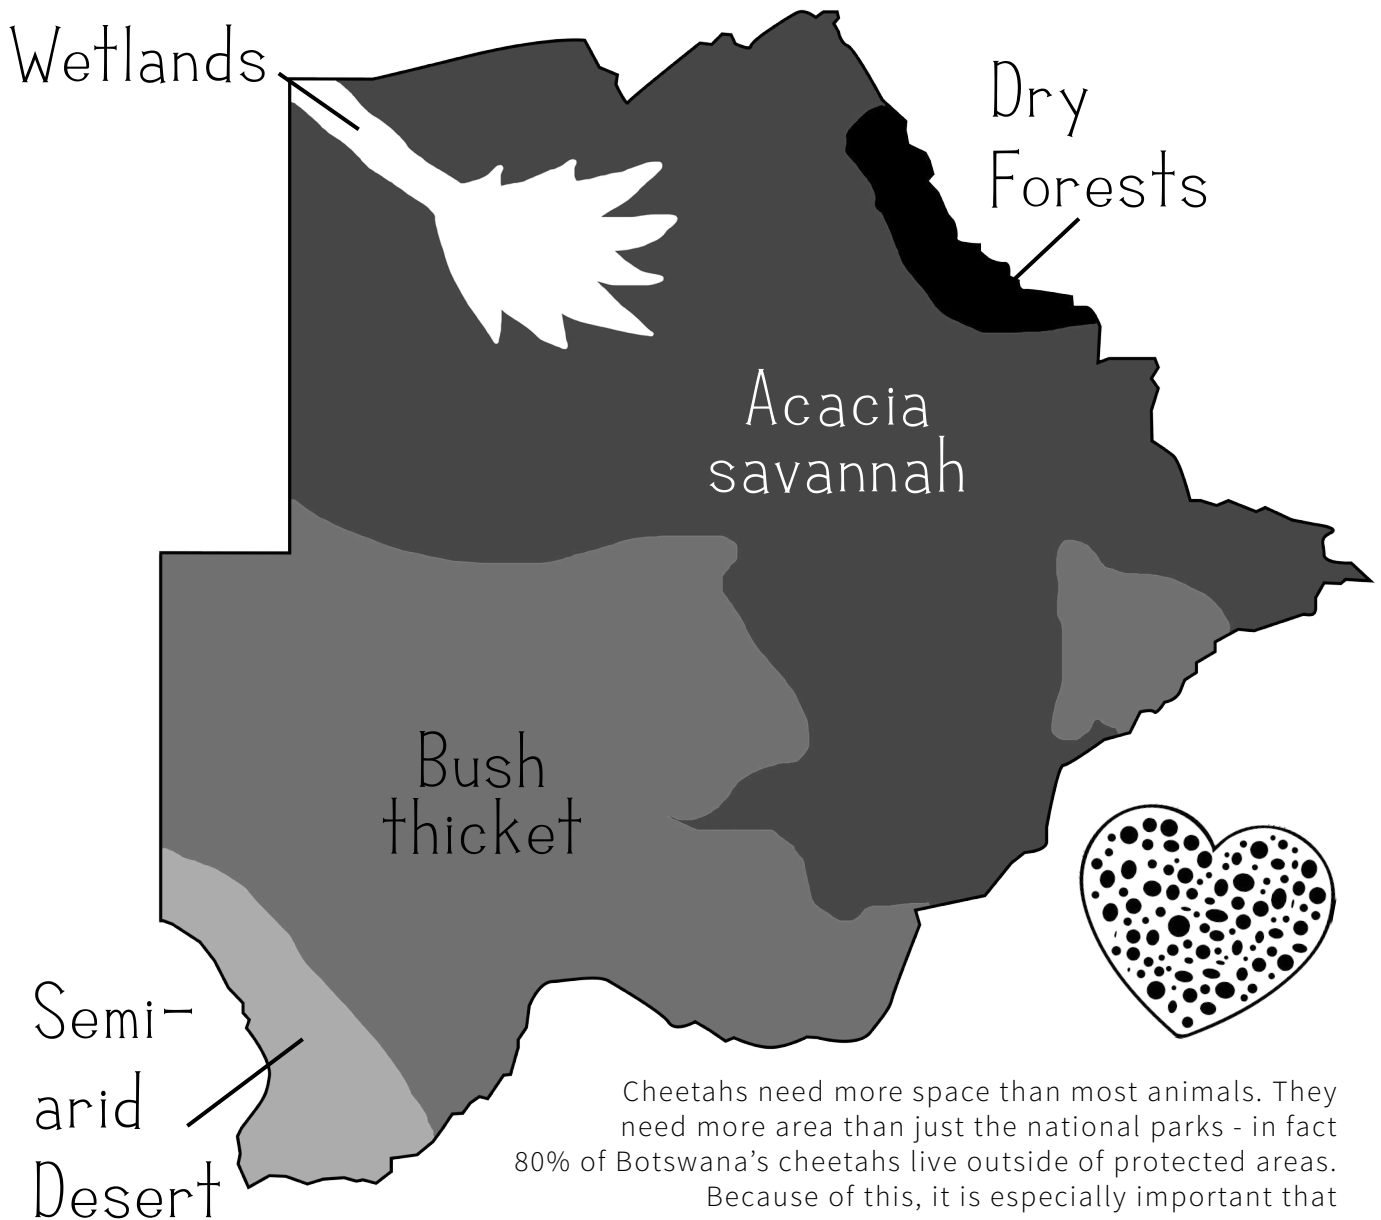 Wetlands
Dry
Forests
Acacia
savannah
Bush
thicket
Semi-
arid
Desert
Cheetahs need more space than most animals. They
need more area than just the national parks - in fact
80% of Botswana’s cheetahs live outside of protected areas.
Because of this, it is especially important that